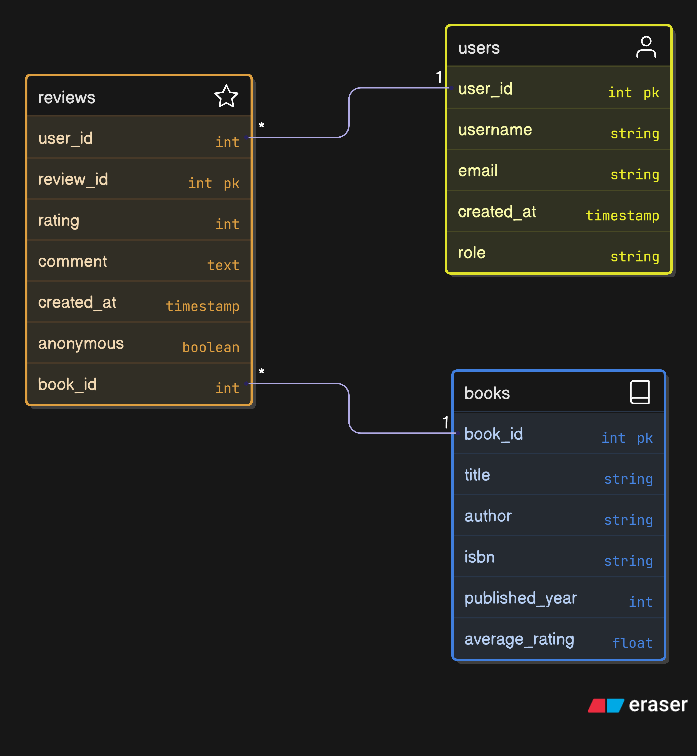 reviews
user_id int
review_id int pk
rating int
comment text
created_at timestamp
anonymous boolean
book_id int
*
*
1
users
user_id int pk
username string
email string
created_at timestamp
role string
1
books
book_id int pk
title string
author string
isbn string
published_year int
average_rating float
eraser